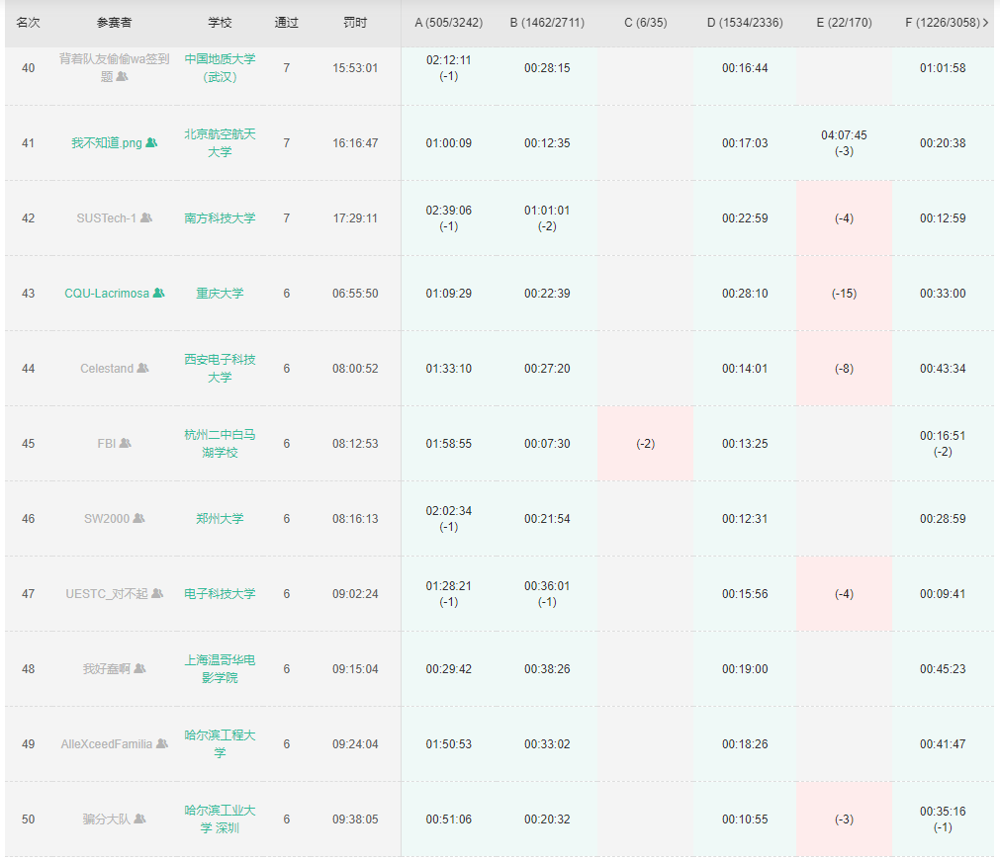 名次 参赛者 学校 通过 罚时 A (505/3242) B (1462/2711) C (6/35) D (1534/2336) E (22/170) F (1226/3058)
40 背着队友偷偷wa签到题 中国地质大学(武汉) 7 15:53:01 02:12:11 (-1) 00:28:15 00:16:44 01:01:58
41 我不知道.png 北京航空航天大学 7 16:16:47 01:00:09 00:12:35 00:17:03 04:07:45 (-3) 00:20:38
42 SUSTech-1 南方科技大学 7 17:29:11 02:39:06 (-1) 01:01:01 (-2) 00:22:59 (-4) 00:12:59
43 CQU-Lacrimosa 重庆大学 6 06:55:50 01:09:29 00:22:39 00:28:10 (-15) 00:33:00
44 Celestand 西安电子科技大学 6 08:00:52 01:33:10 00:27:20 00:14:01 (-8) 00:43:34
45 FBI 杭州二中白马湖学校 6 08:12:53 01:58:55 00:07:30 (-2) 00:13:25 00:16:51 (-2)
46 SW2000 郑州大学 6 08:16:13 02:02:34 (-1) 00:21:54 00:12:31 00:28:59
47 UESTC_对不起 电子科技大学 6 09:02:24 01:28:21 (-1) 00:36:01 (-1) 00:15:56 (-4) 00:09:41
48 我好蠢啊 上海温哥华电影学院 6 09:15:04 00:29:42 00:38:26 00:19:00 00:45:23
49 AlleXceedFamilia 哈尔滨工程大学 6 09:24:04 01:50:53 00:33:02 00:18:26 00:41:47
50 骗分大队 哈尔滨工业大学 深圳 6 09:38:05 00:51:06 00:20:32 00:10:55 (-3) 00:35:16 (-1)